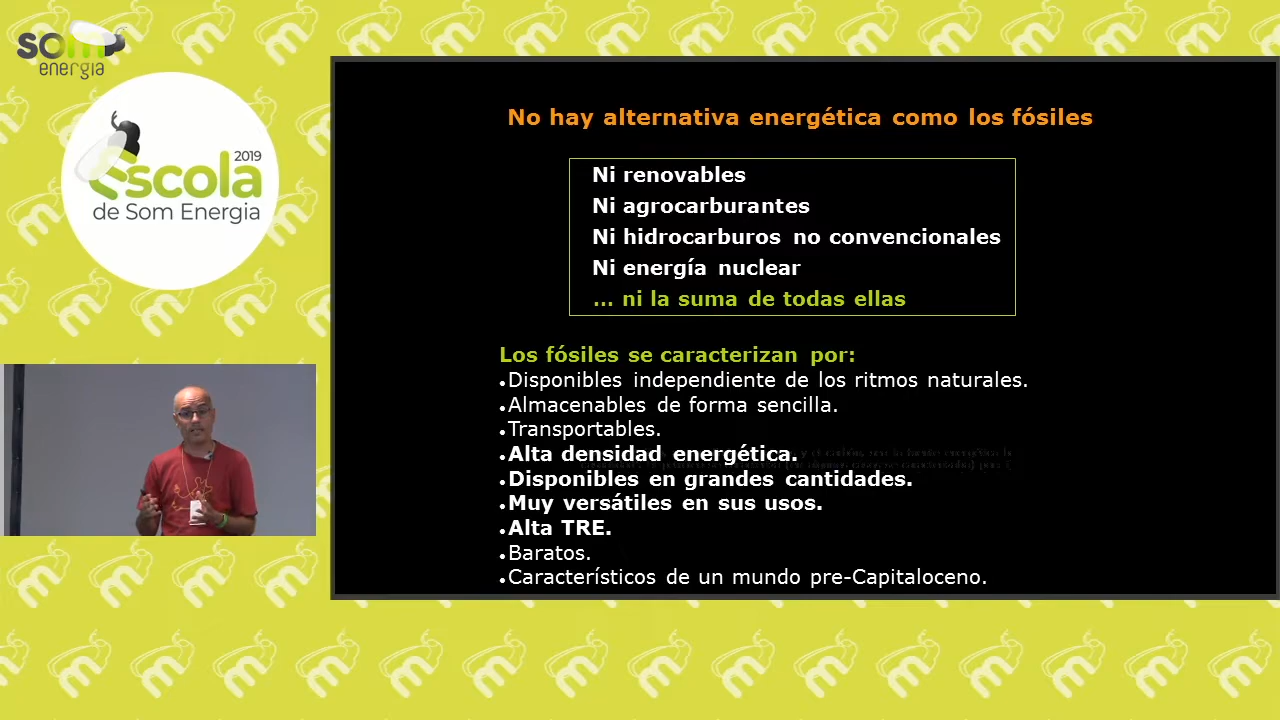 som
energia
2019
Escola
de Som Energia
No hay alternativa energética como los fósiles
Ni renovables
Ni agrocarburantes
Ni hidrocarburos no convencionales
Ni energía nuclear
... ni la suma de todas ellas
Los fósiles se caracterizan por:
•Disponibles independiente de los ritmos naturales.
•Almacenables de forma sencilla.
•Transportables.
•Alta densidad energética.
•Disponibles en grandes cantidades.
•Muy versátiles en sus usos.
•Alta TRE.
•Baratos.
•Característicos de un mundo pre-Capitaloceno.